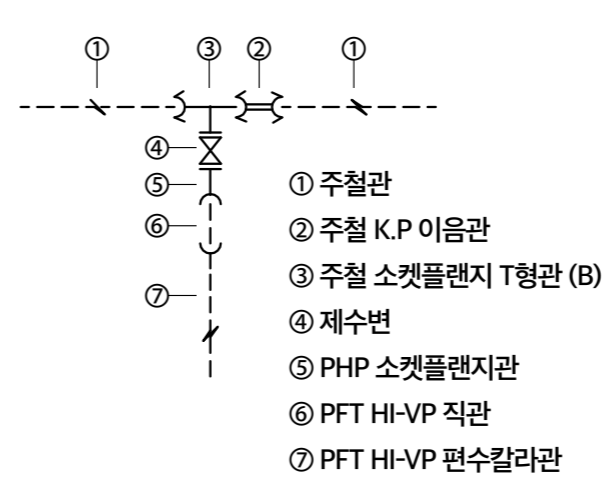 ① ③ ② ①
④
⑤
⑥
⑦
① 주철관
② 주철 K.P 이음관
③ 주철 소켓플랜지 T형관 (B)
④ 제수변
⑤ PHP 소켓플랜지관
⑥ PFT HI-VP 직관
⑦ PFT HI-VP 편수칼라관